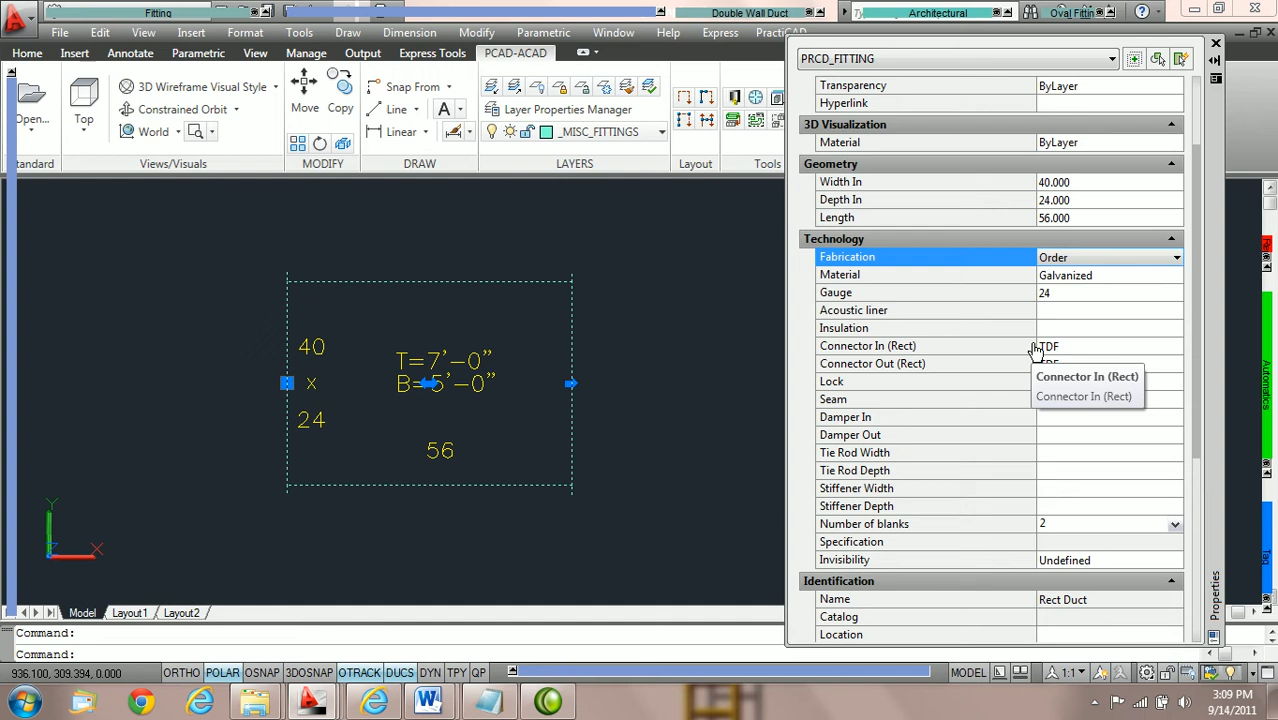 Fitting
Double Wall Duct
Architectural
Oval Fittin
File Edit View Insert Format Tools Draw Dimension Modify Parametric Window Help Express PractiCAD
Home Insert Annotate Parametric View Manage Output Express Tools PCAD-ACAD
Open...
Top
3D Wireframe Visual Style
Constrained Orbit
World
Move
Copy
Snap From
Line
A
Linear
Layer Properties Manager
_MISC_FITTINGS
tandard
Views/Visuals
MODIFY
DRAW
LAYERS
Layout
Tools
PRCD_FITTING
Transparency ByLayer
Hyperlink
3D Visualization
Material ByLayer
Geometry
Width In 40.000
Depth In 24.000
Length 56.000
Technology
Fabrication Order
Material Galvanized
Gauge 24
Acoustic liner
Insulation
Connector In (Rect) TDF
Connector Out (Rect)
Connector In (Rect)
Connector In (Rect)
Lock
Seam
Damper In
Damper Out
Tie Rod Width
Tie Rod Depth
Stiffener Width
Stiffener Depth
Number of blanks 2
Specification
Invisibility Undefined
Identification
Name Rect Duct
Catalog
Location
Properties
Automatics
Tag
40
x
24
T=7'-0"
B=5'-0"
56
Y
X
Model Layout1 Layout2
Command:
Command:
936.100, 309.394, 0.000
ORTHO POLAR OSNAP 3DOSNAP OTRACK DUCS DYN TPY QP
MODEL
1:1
3:09 PM
9/14/2011